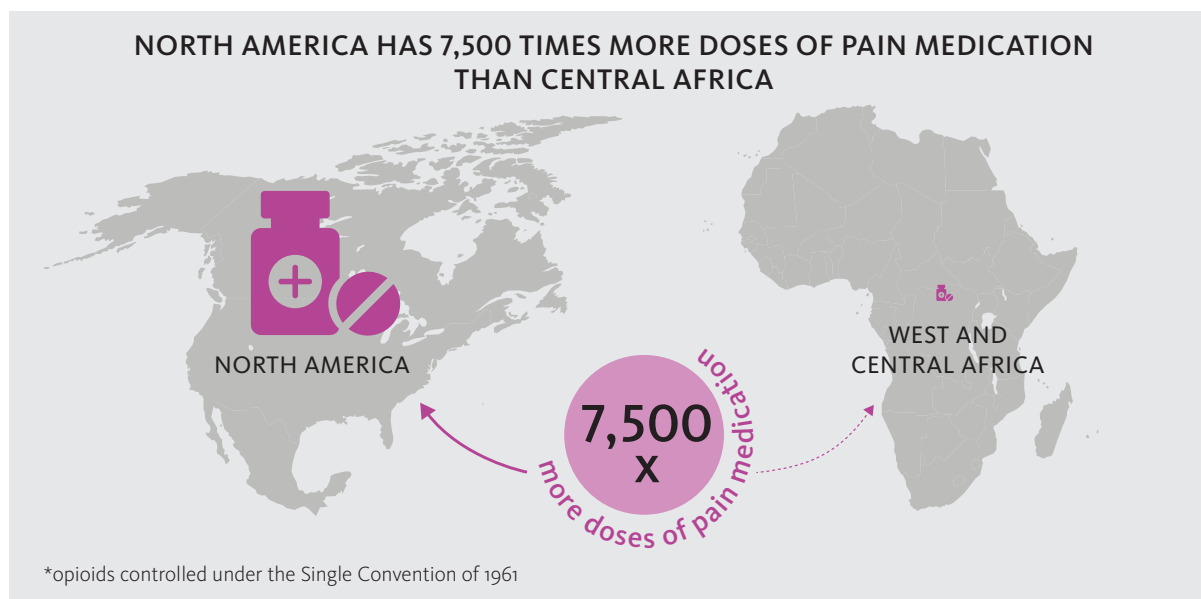 NORTH AMERICA HAS 7,500 TIMES MORE DOSES OF PAIN MEDICATION
THAN CENTRAL AFRICA
NORTH AMERICA
WEST AND
CENTRAL AFRICA
7,500
x
more doses of pain medication
*opioids controlled under the Single Convention of 1961